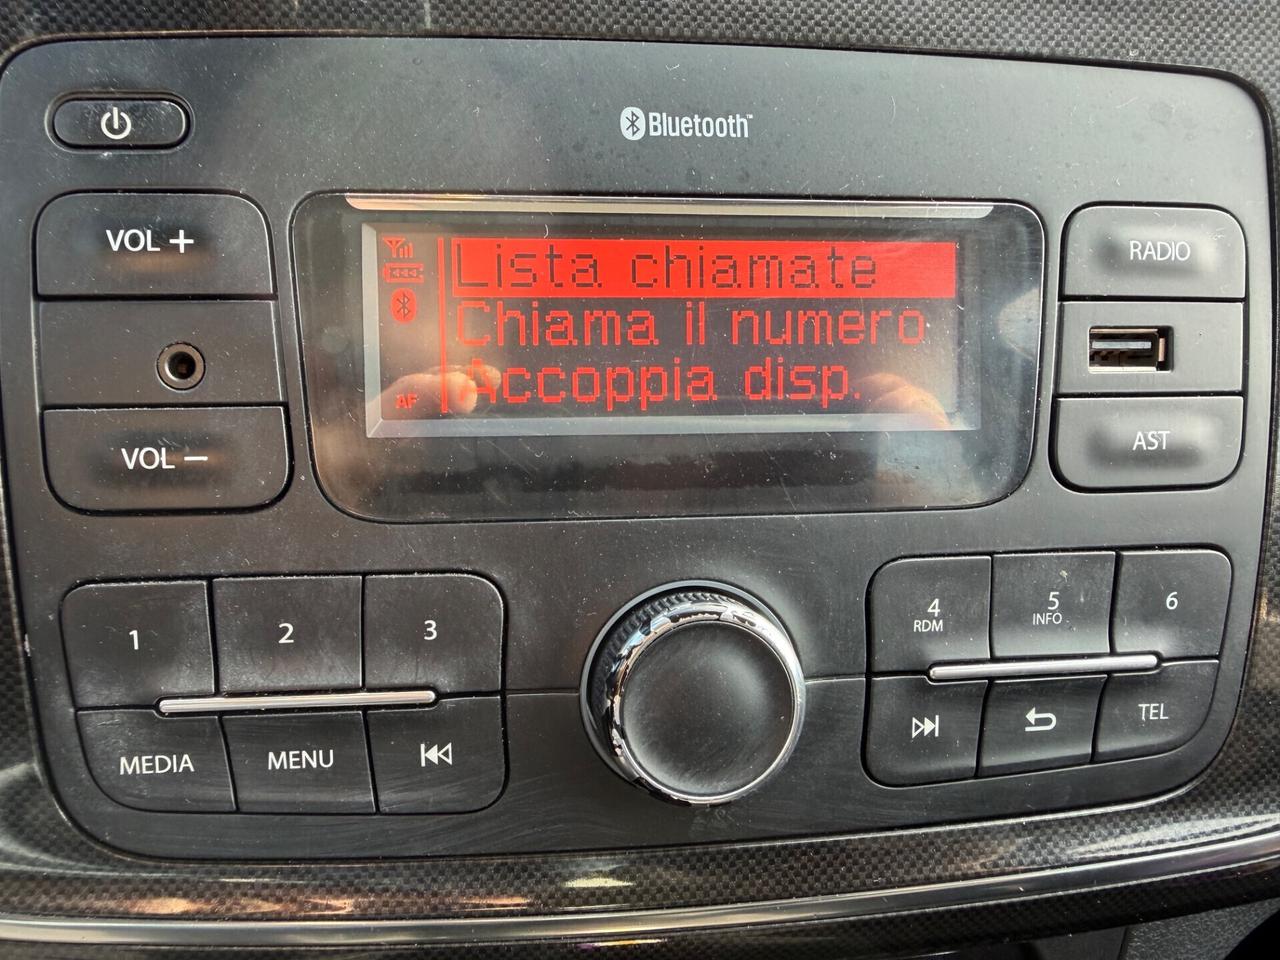 Bluetooth™
VOL +
VOL −
Lista chiamate
Chiama il numero
Accoppia disp.
AF
RADIO
AST
1
2
3
MEDIA
MENU
4
RDM
5
INFO
6
TEL